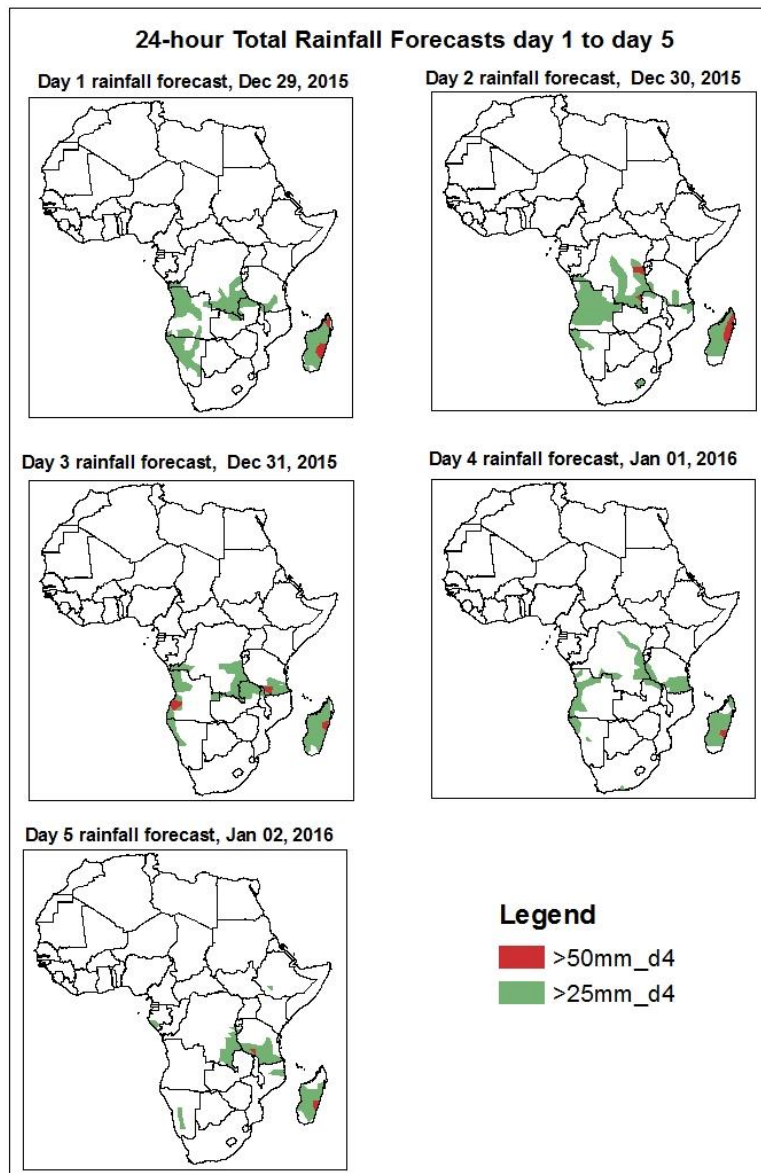 24-hour Total Rainfall Forecasts day 1 to day 5
Day 1 rainfall forecast, Dec 29, 2015
Day 2 rainfall forecast, Dec 30, 2015
Day 3 rainfall forecast, Dec 31, 2015
Day 4 rainfall forecast, Jan 01, 2016
Day 5 rainfall forecast, Jan 02, 2016
Legend
>50mm_d4
>25mm_d4